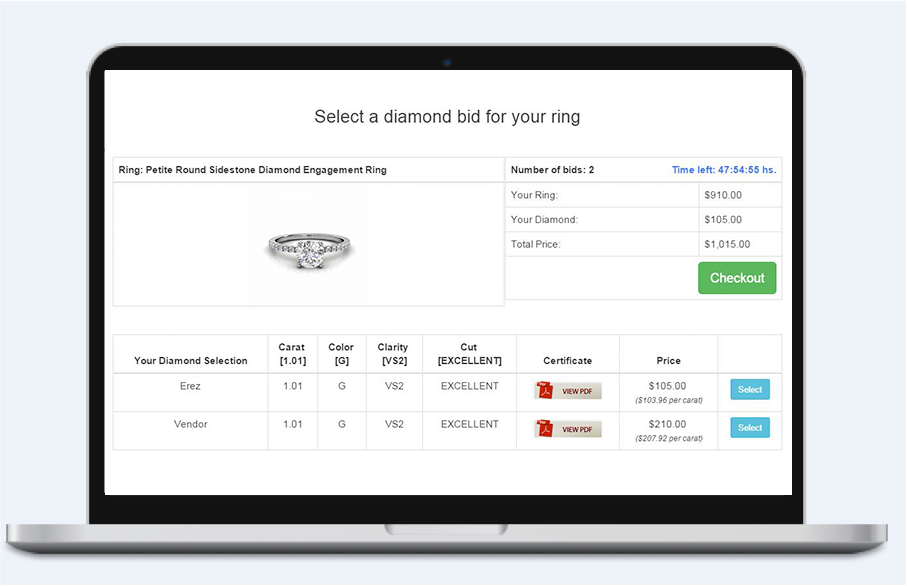 Select a diamond bid for your ring
Ring: Petite Round Sidestone Diamond Engagement Ring
Number of bids: 2
Time left: 47:54:55 hs.
Your Ring:
$910.00
Your Diamond:
$105.00
Total Price:
$1,015.00
Checkout
Your Diamond Selection
Carat
[1.01]
Color
[G]
Clarity
[VS2]
Cut
[EXCELLENT]
Certificate
Price
Erez
1.01
G
VS2
EXCELLENT
VIEW PDF
$105.00
($103.96 per carat)
Select
Vendor
1.01
G
VS2
EXCELLENT
VIEW PDF
$210.00
($207.92 per carat)
Select